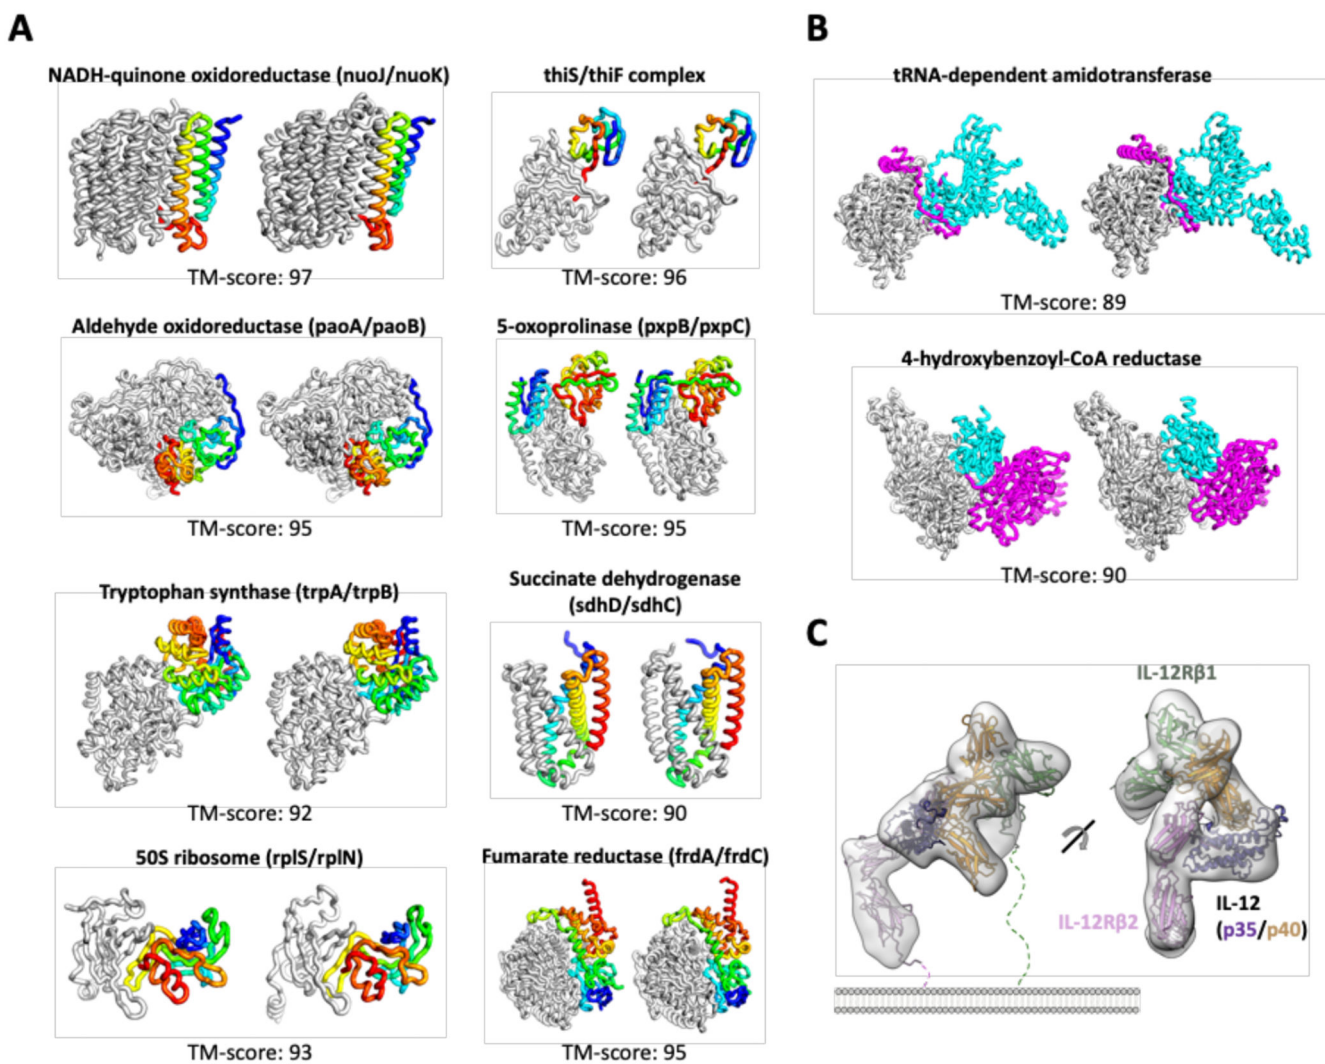 A
NADH-quinone oxidoreductase (nuoJ/nuoK)
TM-score: 97
thiS/thiF complex
TM-score: 96
Aldehyde oxidoreductase (paoA/paoB)
TM-score: 95
5-oxoprolinase (pxpB/pxpC)
TM-score: 95
Tryptophan synthase (trpA/trpB)
TM-score: 92
Succinate dehydrogenase
(sdhD/sdhC)
TM-score: 90
50S ribosome (rplS/rplN)
TM-score: 93
Fumarate reductase (frdA/frdC)
TM-score: 95
B
tRNA-dependent amidotransferase
TM-score: 89
4-hydroxybenzoyl-CoA reductase
TM-score: 90
C
IL-12Rβ1
IL-12Rβ2
IL-12
(p35/p40)